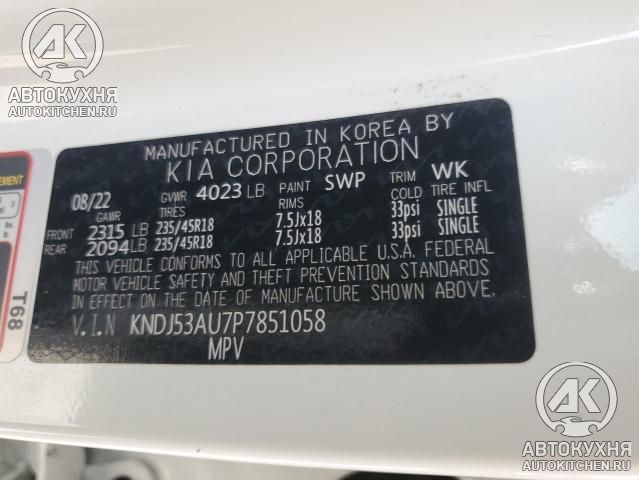 АК
АВТОКУХНЯ
AUTOKITCHEN.RU
MANUFACTURED IN KOREA BY
KIA CORPORATION
08/22 GVWR 4023 LB PAINT SWP TRIM WK
GAWR TIRES RIMS COLD TIRE INFL
FRONT 2315 LB 235/45R18 7.5Jx18 33psi SINGLE
REAR 2094 LB 235/45R18 7.5Jx18 33psi SINGLE
THIS VEHICLE CONFORMS TO ALL APPLICABLE U.S.A. FEDERAL
MOTOR VEHICLE SAFETY AND THEFT PREVENTION STANDARDS
IN EFFECT ON THE DATE OF MANUFACTURE SHOWN ABOVE.
V.I.N KNDJ53AU7P7851058
MPV
T68
АК
АВТОКУХНЯ
AUTOKITCHEN.RU